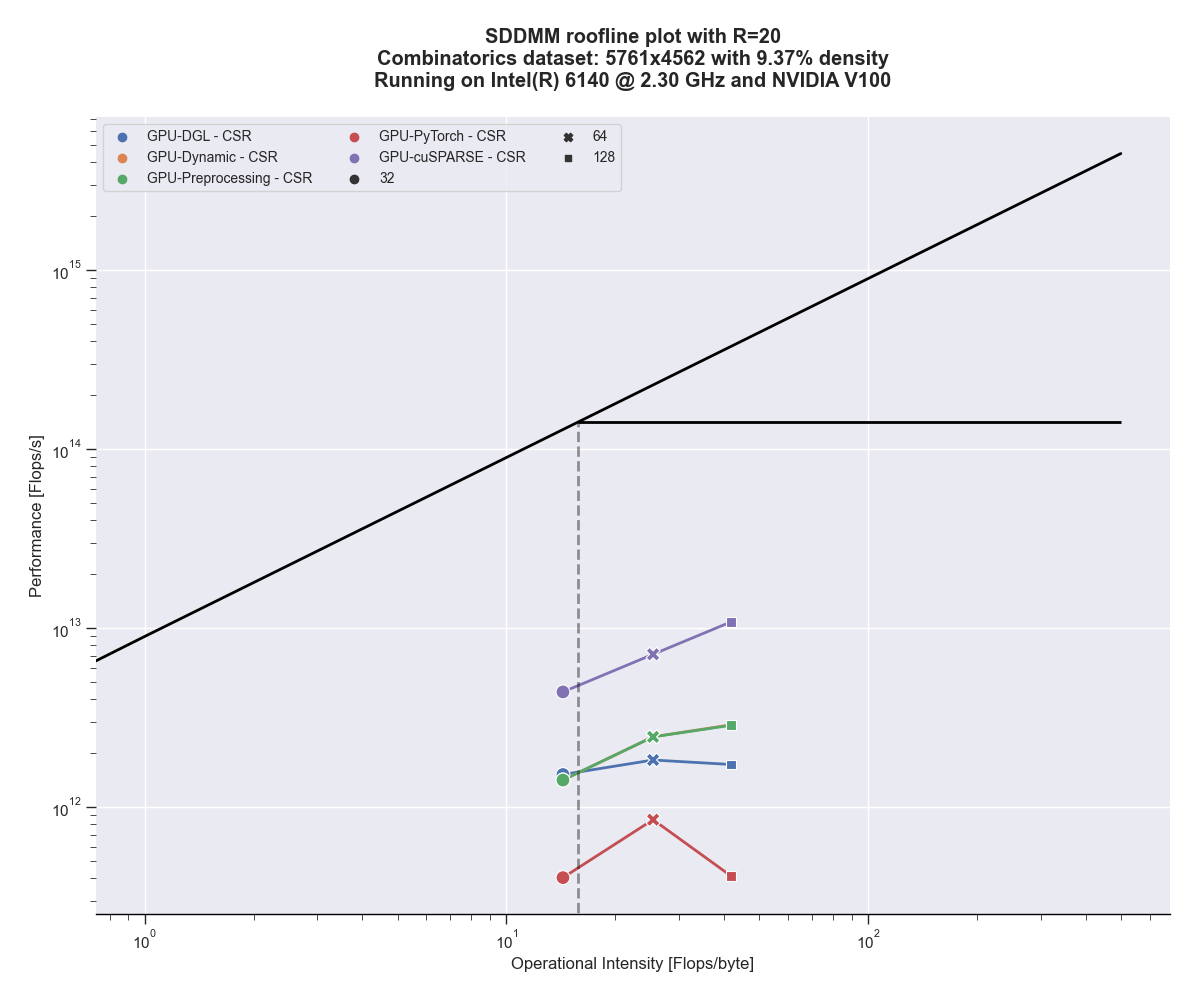 SDDMM roofline plot with R=20
Combinatorics dataset: 5761x4562 with 9.37% density
Running on Intel(R) 6140 @ 2.30 GHz and NVIDIA V100
GPU-DGL - CSR
GPU-Dynamic - CSR
GPU-Preprocessing - CSR
GPU-PyTorch - CSR
GPU-cuSPARSE - CSR
32
64
128
Performance [Flops/s]
10^15
10^14
10^13
10^12
10^0 10^1 10^2
Operational Intensity [Flops/byte]